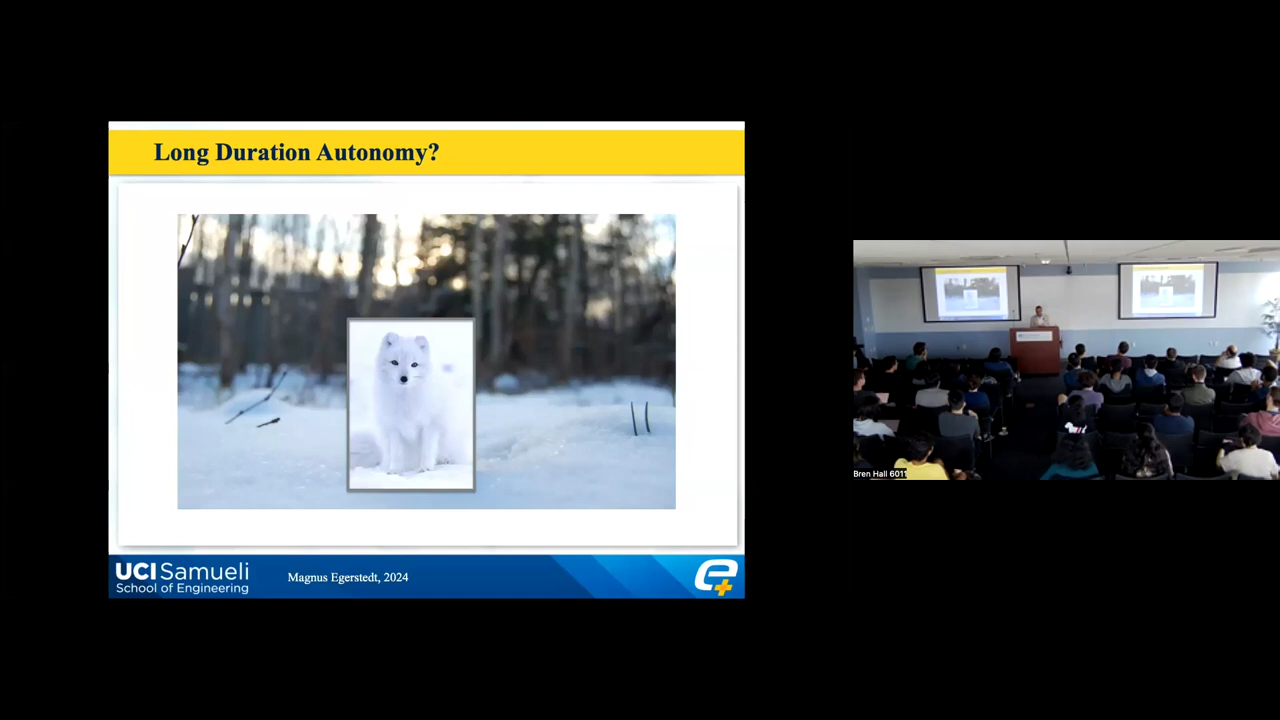 Long Duration Autonomy?
UCI Samueli
School of Engineering
Magnus Egerstedt, 2024
Bren Hall 6011